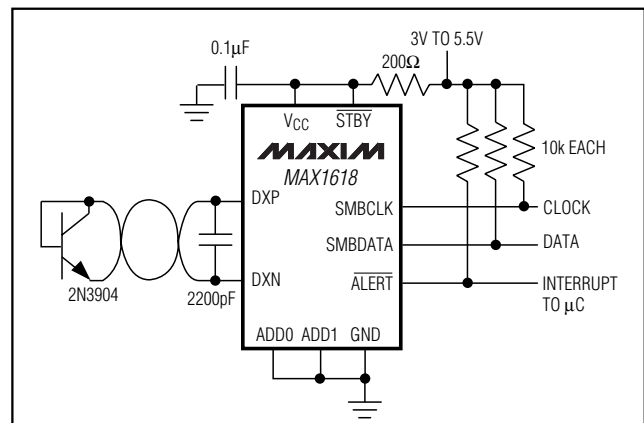 3V TO 5.5V
0.1µF
200Ω
VCC
STBY
10k EACH
MAXIM
MAX1618
DXP
SMBCLK
CLOCK
SMBDATA
DATA
DXN
ALERT
INTERRUPT
TO µC
2N3904
2200pF
ADD0 ADD1 GND